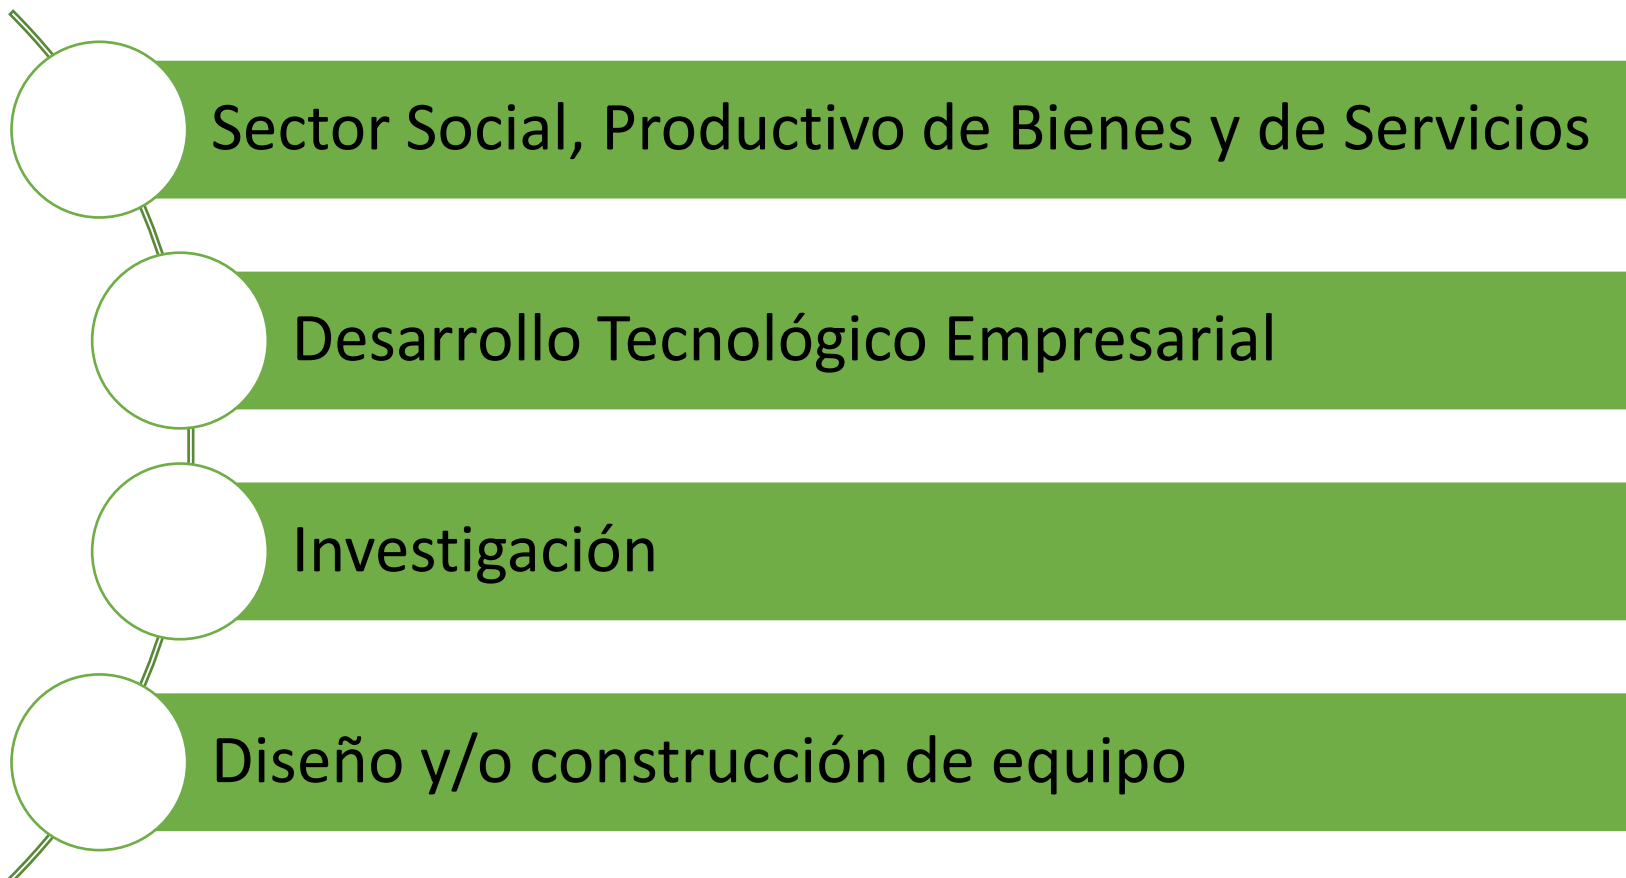 Sector Social, Productivo de Bienes y de Servicios
Desarrollo Tecnológico Empresarial
Investigación
Diseño y/o construcción de equipo